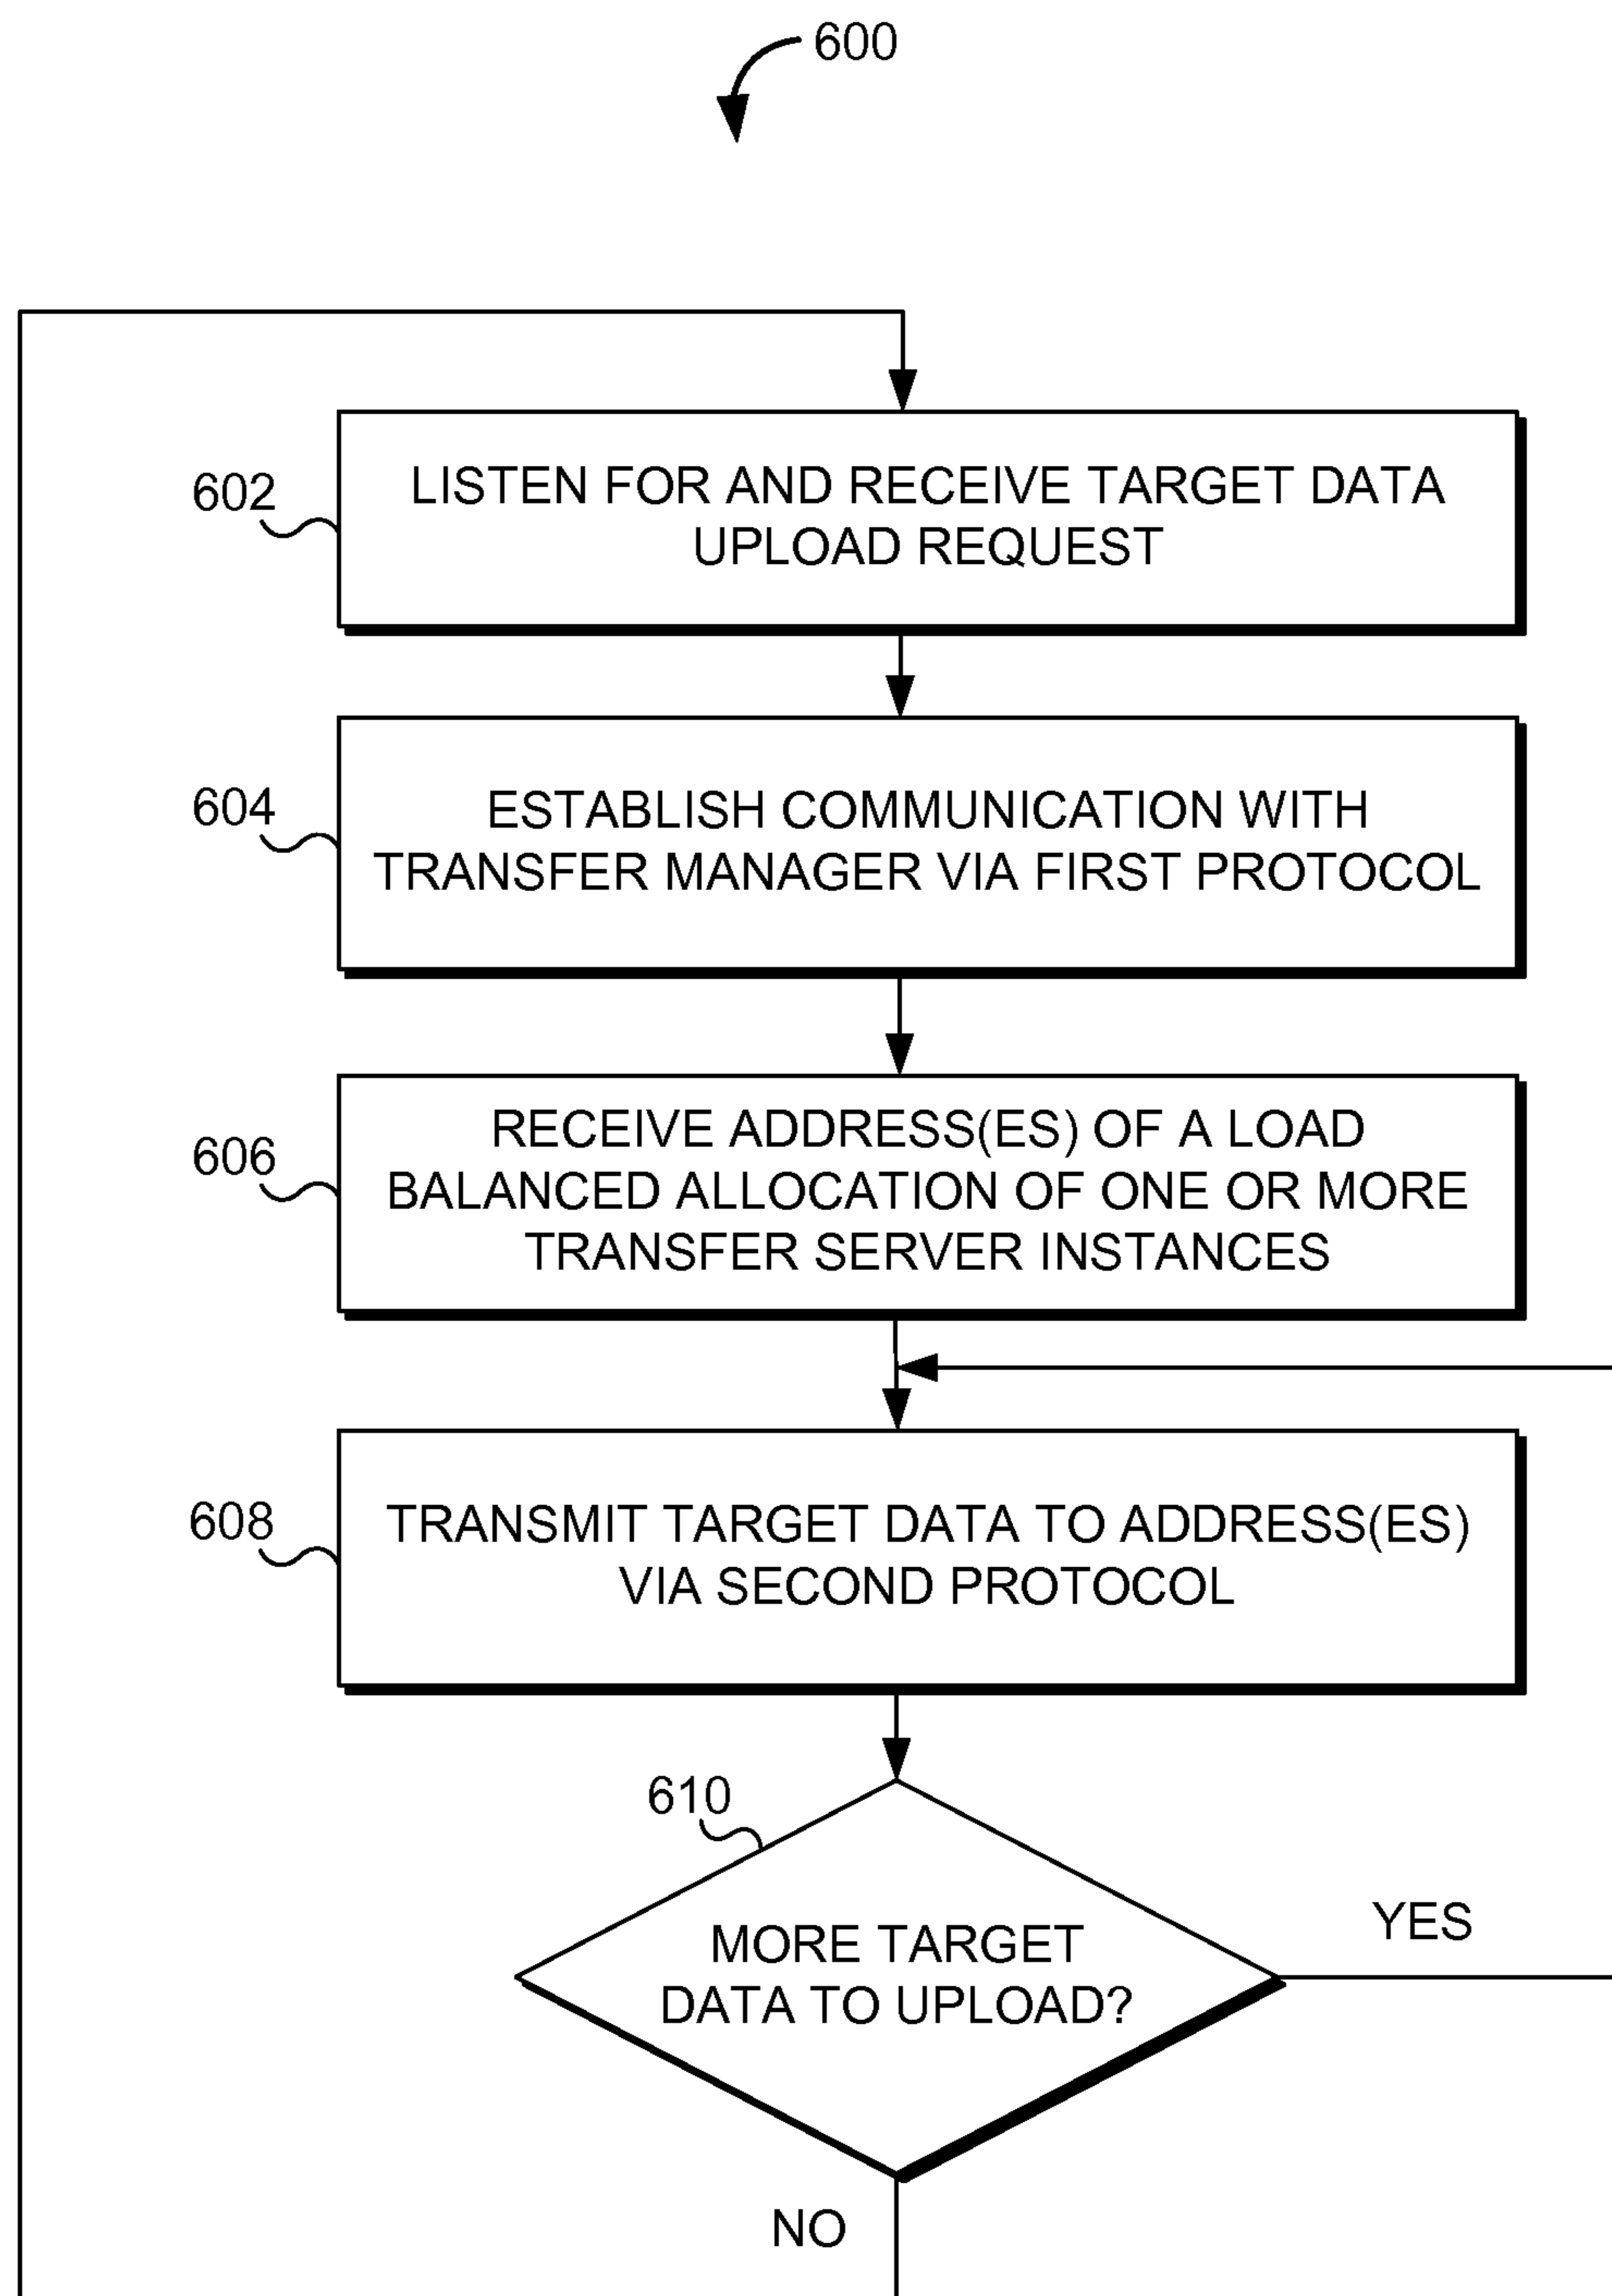 600
602
LISTEN FOR AND RECEIVE TARGET DATA
UPLOAD REQUEST
604
ESTABLISH COMMUNICATION WITH
TRANSFER MANAGER VIA FIRST PROTOCOL
606
RECEIVE ADDRESS(ES) OF A LOAD
BALANCED ALLOCATION OF ONE OR MORE
TRANSFER SERVER INSTANCES
608
TRANSMIT TARGET DATA TO ADDRESS(ES)
VIA SECOND PROTOCOL
610
MORE TARGET
DATA TO UPLOAD?
YES
NO